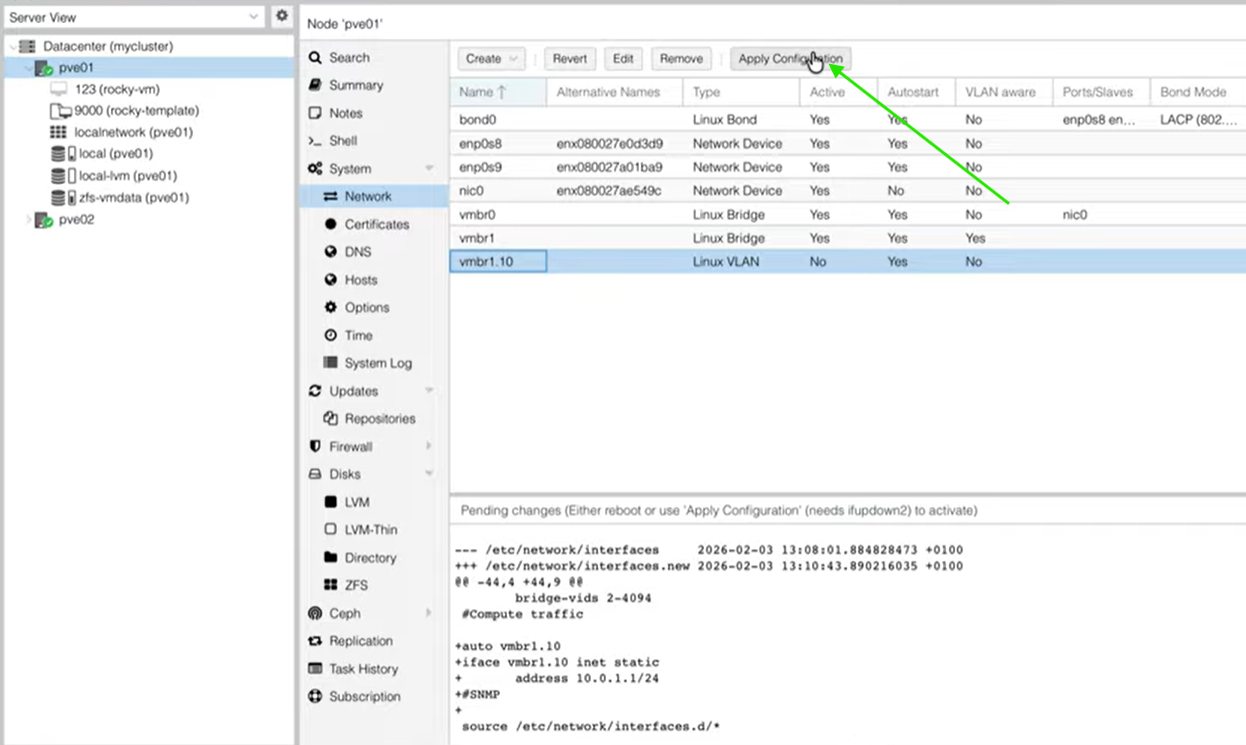 Server View
Datacenter (mycluster)
pve01
123 (rocky-vm)
9000 (rocky-template)
localnetwork (pve01)
local (pve01)
local-lvm (pve01)
zfs-vmdata (pve01)
pve02
Node 'pve01'
Search
Summary
Notes
Shell
System
Network
Certificates
DNS
Hosts
Options
Time
System Log
Updates
Repositories
Firewall
Disks
LVM
LVM-Thin
Directory
ZFS
Ceph
Replication
Task History
Subscription
Create Revert Edit Remove Apply Configuration
Name Alternative Names Type Active Autostart VLAN aware Ports/Slaves Bond Mode
bond0 Linux Bond Yes Yes No enp0s8 en... LACP (802....
enp0s8 enx080027e0d3d9 Network Device Yes Yes No
enp0s9 enx080027a01ba9 Network Device Yes Yes No
nic0 enx080027ae549c Network Device Yes No No
vmbr0 Linux Bridge Yes Yes No nic0
vmbr1 Linux Bridge Yes Yes Yes
vmbr1.10 Linux VLAN No Yes No
Pending changes (Either reboot or use 'Apply Configuration' (needs ifupdown2) to activate)
--- /etc/network/interfaces 2026-02-03 13:08:01.884828473 +0100
+++ /etc/network/interfaces.new 2026-02-03 13:10:43.890216035 +0100
@@ -44,4 +44,9 @@
bridge-vids 2-4094
#Compute traffic
+auto vmbr1.10
+iface vmbr1.10 inet static
+ address 10.0.1.1/24
+#SNMP
+
source /etc/network/interfaces.d/*